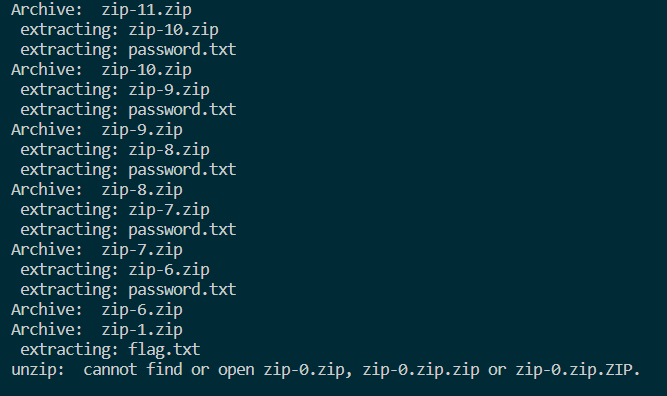 Archive:  zip-11.zip
 extracting: zip-10.zip
 extracting: password.txt
Archive:  zip-10.zip
 extracting: zip-9.zip
 extracting: password.txt
Archive:  zip-9.zip
 extracting: zip-8.zip
 extracting: password.txt
Archive:  zip-8.zip
 extracting: zip-7.zip
 extracting: password.txt
Archive:  zip-7.zip
 extracting: zip-6.zip
 extracting: password.txt
Archive:  zip-6.zip
Archive:  zip-1.zip
 extracting: flag.txt
unzip:  cannot find or open zip-0.zip, zip-0.zip.zip or zip-0.zip.ZIP.